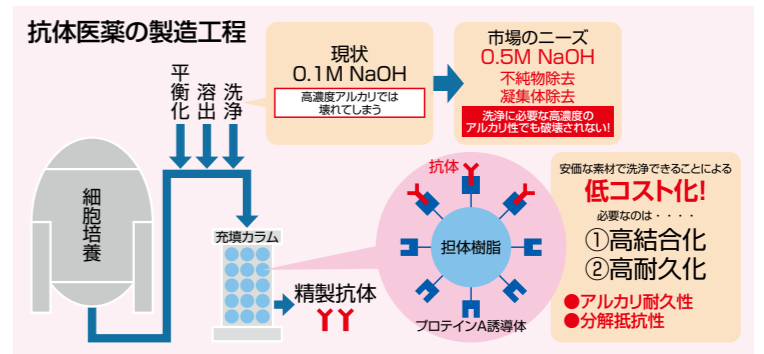 抗体医薬の製造工程
現状
0.1M NaOH
高濃度アルカリでは
壊れてしまう
市場のニーズ
0.5M NaOH
不純物除去
凝集体除去
洗浄に必要な高濃度の
アルカリ性でも破壊されない!
平衡化
溶出
洗浄
細胞培養
充填カラム
精製抗体
抗体
担体樹脂
プロテインA誘導体
安価な素材で洗浄できることによる
低コスト化!
必要なのは・・・・
①高結合化
②高耐久化
●アルカリ耐久性
●分解抵抗性